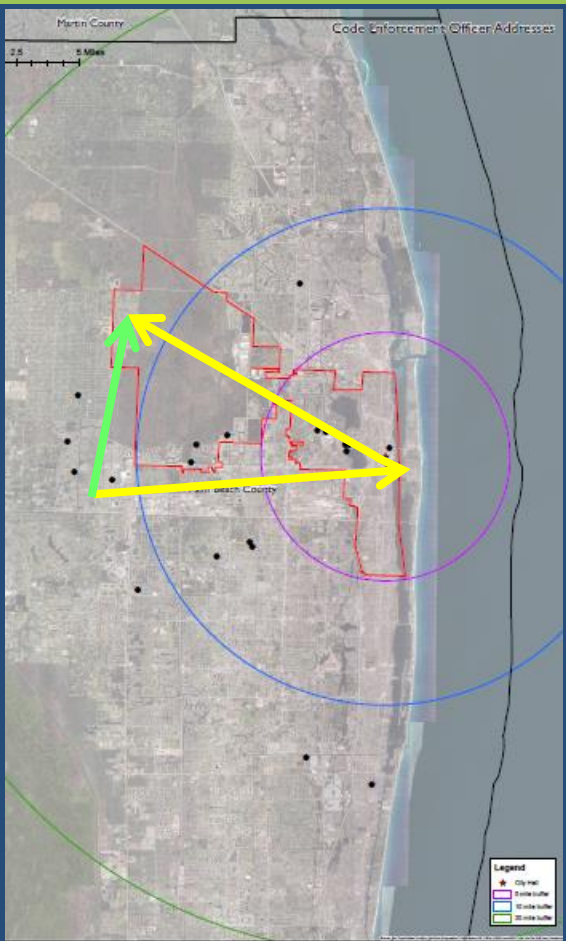 Martin County
Code Enforcement Officer Addresses
2.5 5 Miles
Beach County
Legend
City Hall
5 mile buffer
10 mile buffer
20 mile buffer